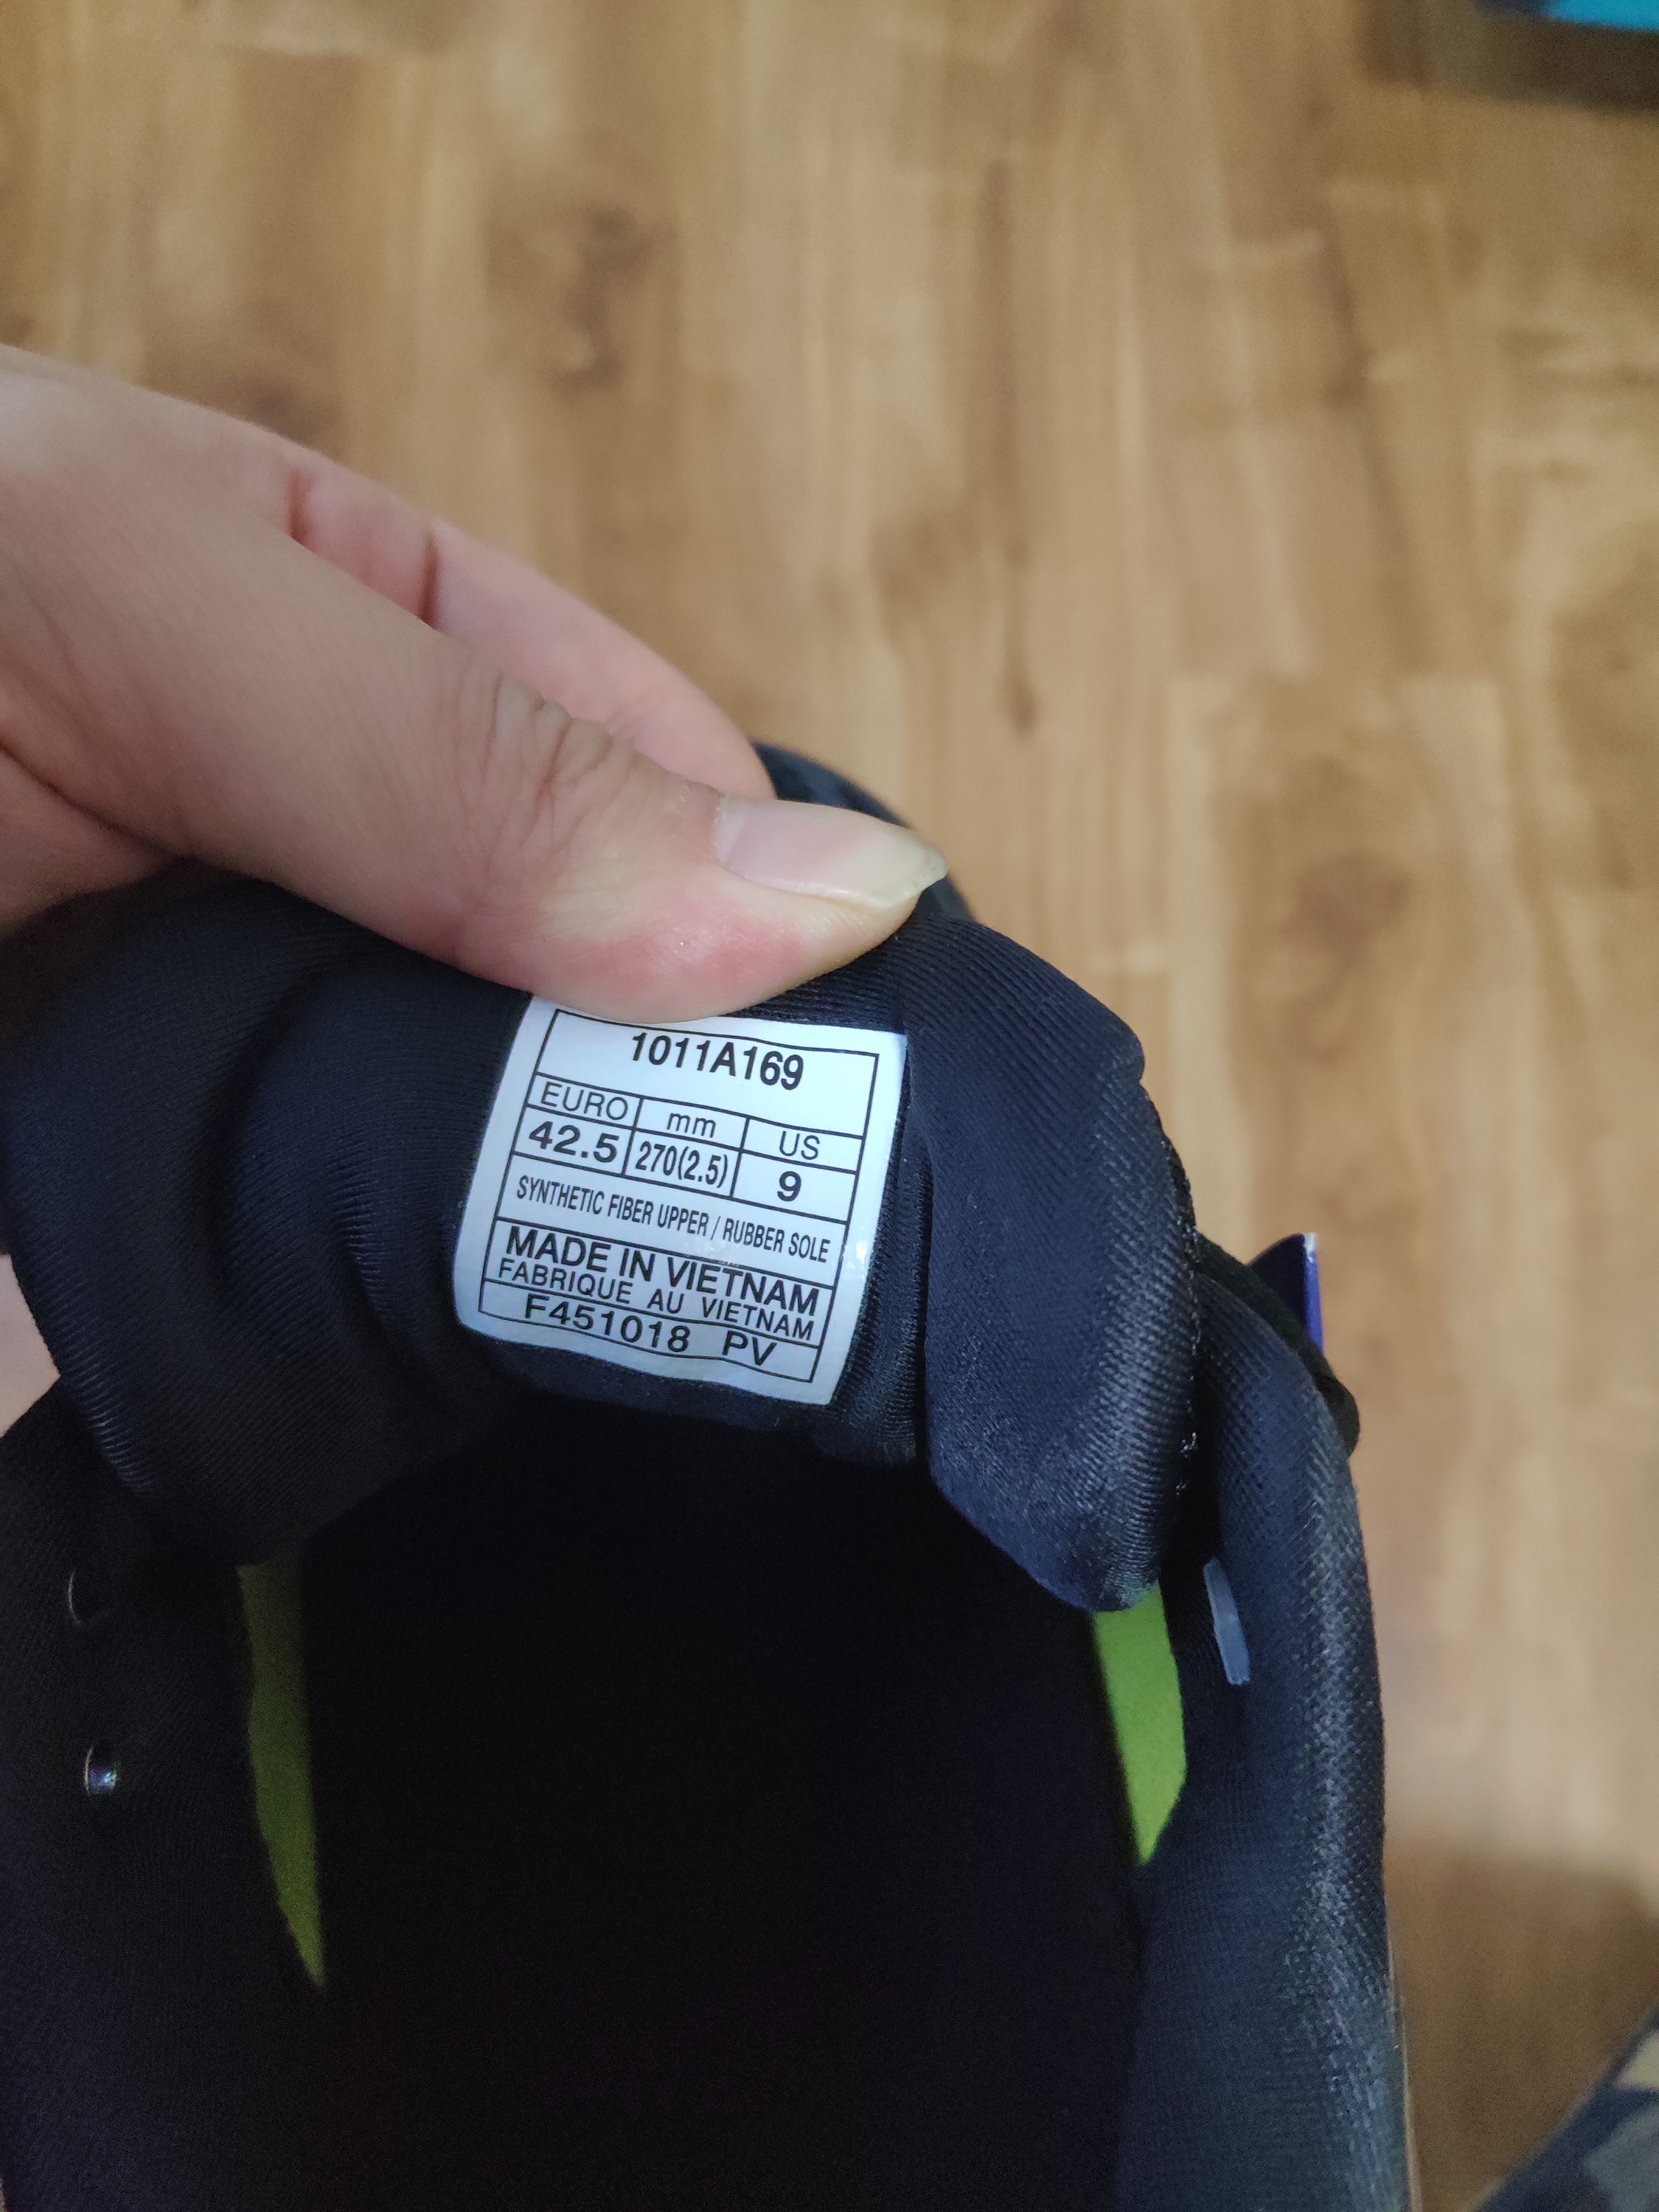 1011A169
EURO mm US
42.5 270(2.5) 9
SYNTHETIC FIBER UPPER / RUBBER SOLE
MADE IN VIETNAM
FABRIQUE AU VIETNAM
F451018 PV